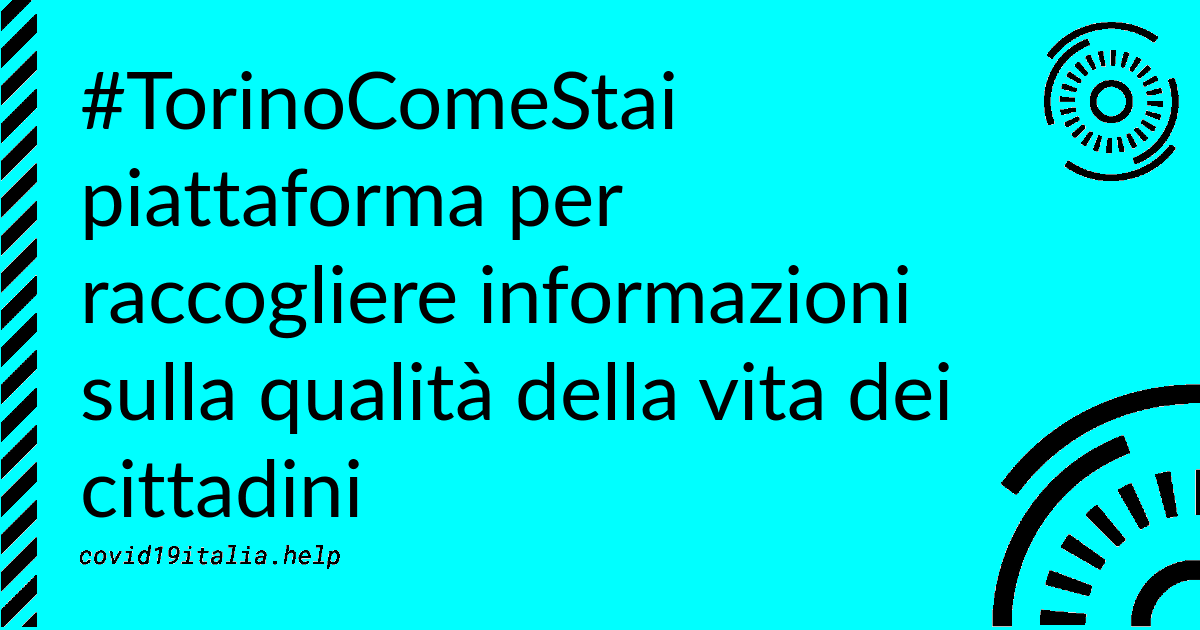 #TorinoComeStai
piattaforma per
raccogliere informazioni
sulla qualità della vita dei
cittadini
covid19italia.help